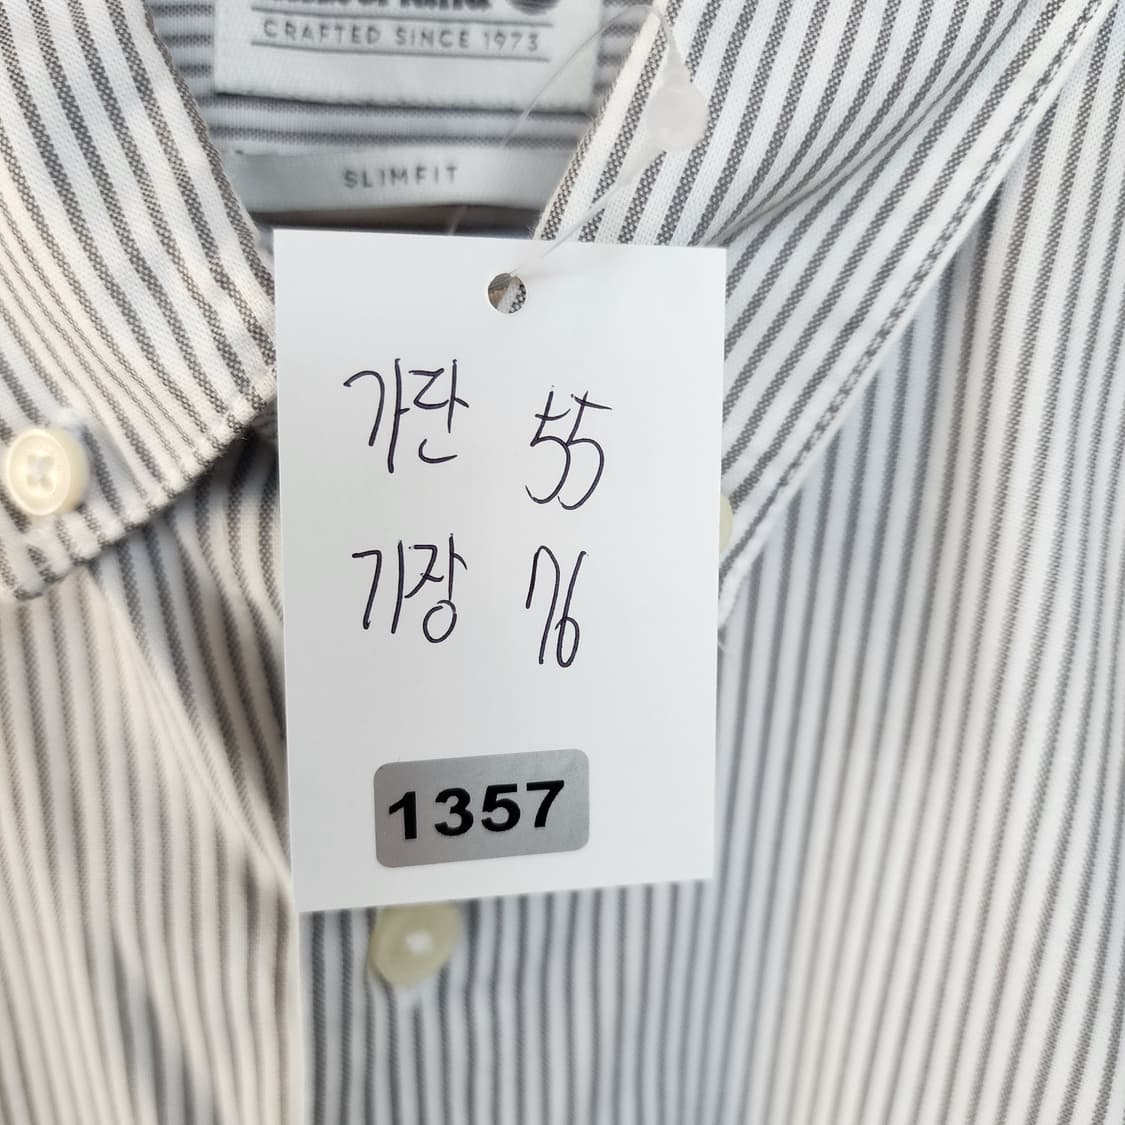 CRAFTED SINCE 1973
SLIMFIT
가단 55
기장 76
1357